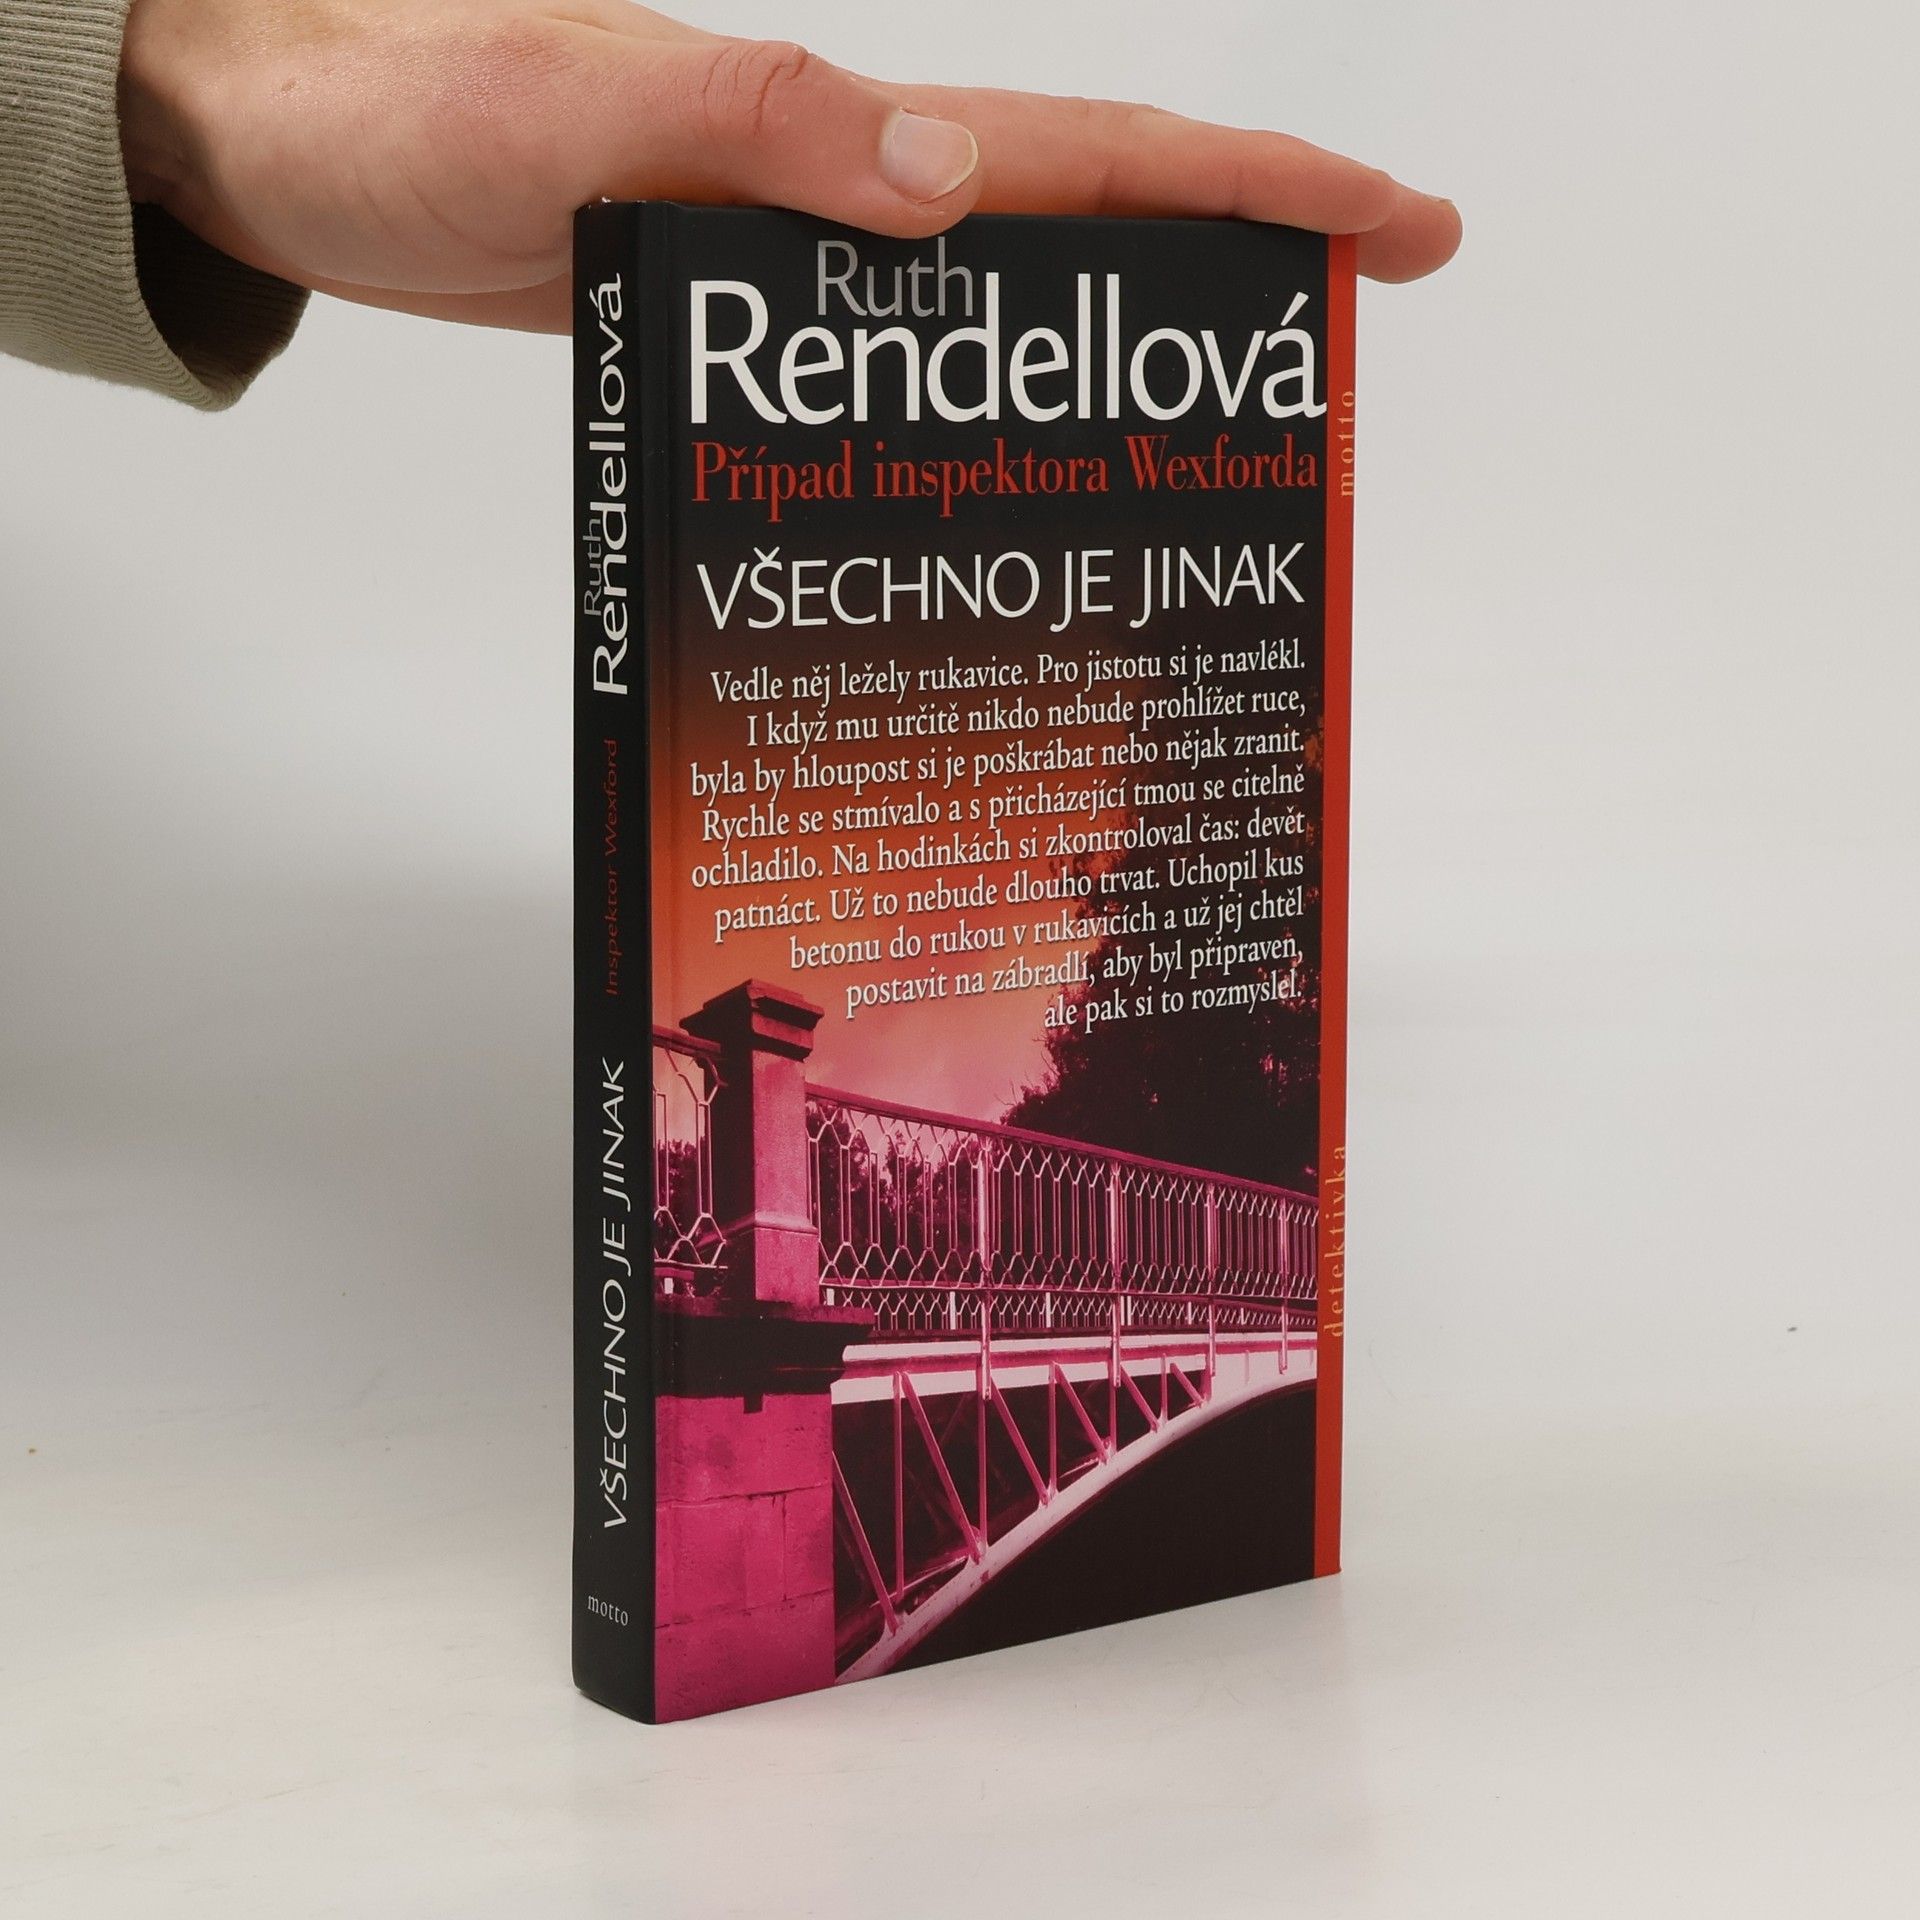 Ruth
Rendellová
Případ inspektora Wexforda
VŠECHNO JE JINAK
Vedle něj ležely rukavice. Pro jistotu si je navlékl.
I když mu určitě nikdo nebude prohlížet ruce,
byla by hloupost si je poškrábat nebo nějak zranit.
Rychle se stmívalo a s přicházející tmou se citelně
ochladilo. Na hodinkách si zkontroloval čas: devět
patnáct. Už to nebude dlouho trvat. Uchopil kus
betonu do rukou v rukavicích a už jej chtěl
postavit na zábradlí, aby byl připraven,
ale pak si to rozmyslel.
motto
detektivka
Ruth
Rendellová
Inspektor Wexford
VŠECHNO JE JINAK
motto